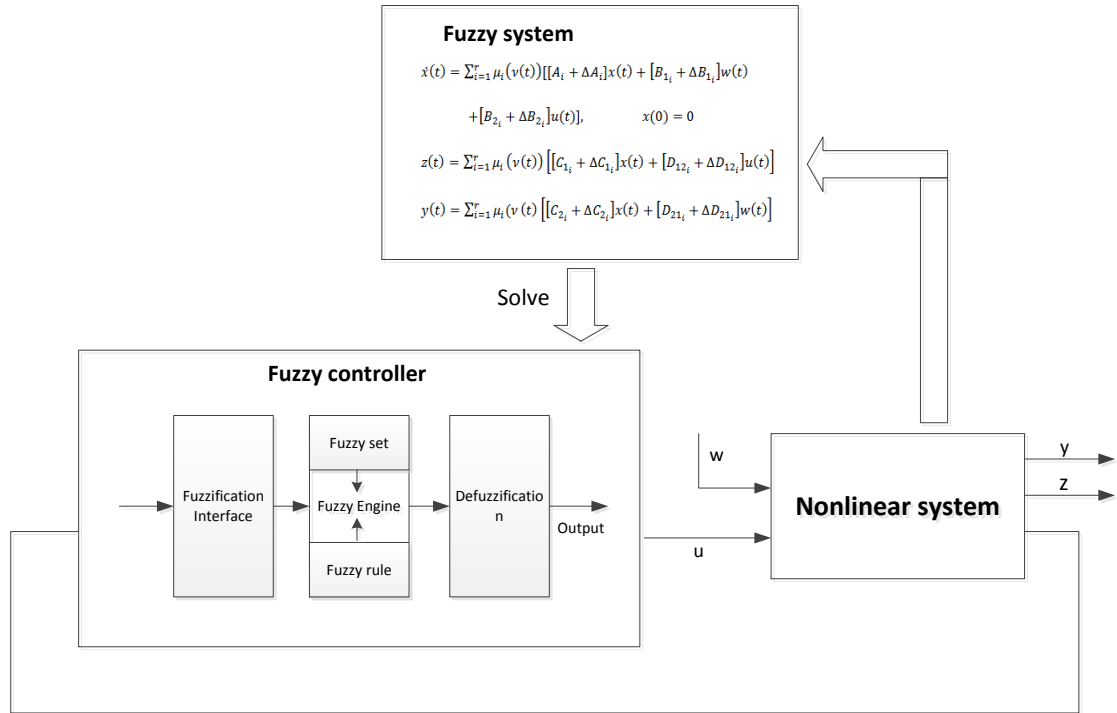 Fuzzy system
ẋ(t) = ∑ᵢ₌₁ʳ μᵢ(ν(t))[[Aᵢ + ΔAᵢ]x(t) + [B₁ᵢ + ΔB₁ᵢ]w(t)
+[B₂ᵢ + ΔB₂ᵢ]u(t)], x(0) = 0
z(t) = ∑ᵢ₌₁ʳ μᵢ(ν(t)) [[C₁ᵢ + ΔC₁ᵢ]x(t) + [D₁₂ᵢ + ΔD₁₂ᵢ]u(t)]
y(t) = ∑ᵢ₌₁ʳ μᵢ(ν(t) [[C₂ᵢ + ΔC₂ᵢ]x(t) + [D₂₁ᵢ + ΔD₂₁ᵢ]w(t)]
Solve
Fuzzy controller
Fuzzification
Interface
Fuzzy set
Fuzzy Engine
Fuzzy rule
Defuzzificatio
n
Output
w
u
Nonlinear system
y
z